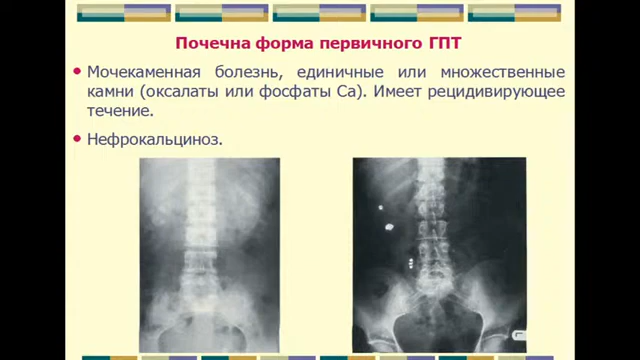 Почечна форма первичного ГПТ
• Мочекаменная болезнь, единичные или множественные
камни (оксалаты или фосфаты Са). Имеет рецидивирующее
течение.
• Нефрокальциноз.